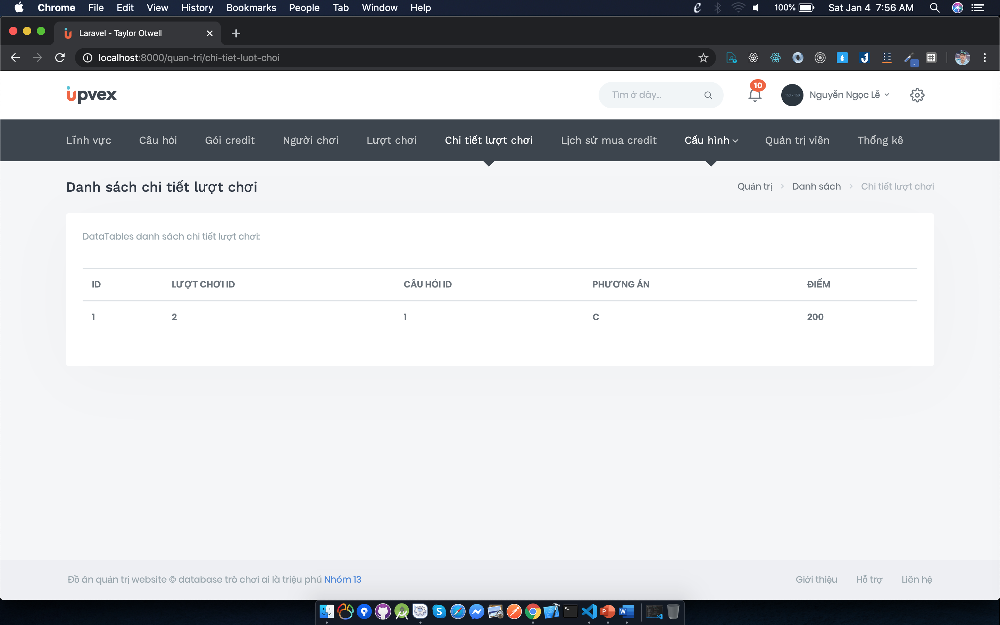 Chrome File Edit View History Bookmarks People Tab Window Help 100% Sat Jan 4 7:56 AM
Laravel - Taylor Otwell
localhost:8000/quan-tri/chi-tiet-luot-choi
upvex Tìm ở đây... 10 150 x 150 Nguyễn Ngọc Lễ
Lĩnh vực Câu hỏi Gói credit Người chơi Lượt chơi Chi tiết lượt chơi Lịch sử mua credit Cấu hình Quản trị viên Thống kê
Danh sách chi tiết lượt chơi Quản trị Danh sách Chi tiết lượt chơi
DataTables danh sách chi tiết lượt chơi:
ID LƯỢT CHƠI ID CÂU HỎI ID PHƯƠNG ÁN ĐIỂM
1 2 1 C 200
Đồ án quản trị website © database trò chơi ai là triệu phú Nhóm 13 Giới thiệu Hỗ trợ Liên hệ